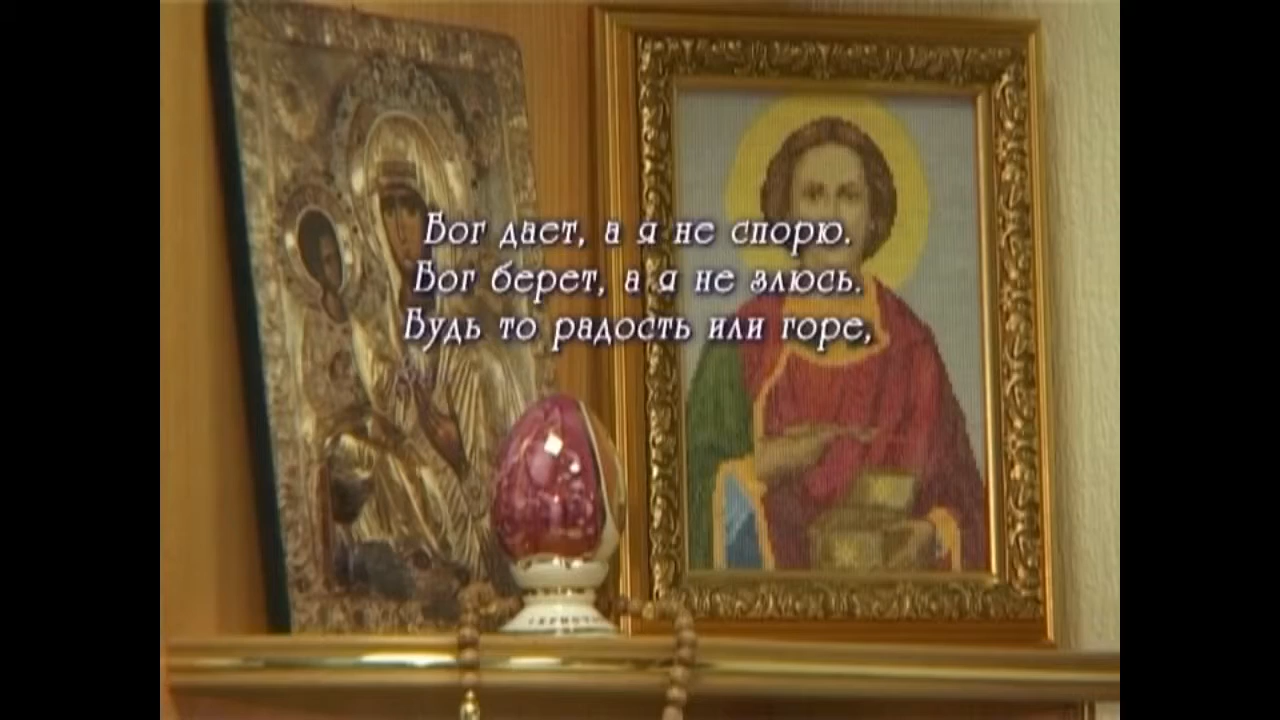 Бог дает, а я не спорю.
Бог берет, а я не злюсь.
Будь то радость или горе,